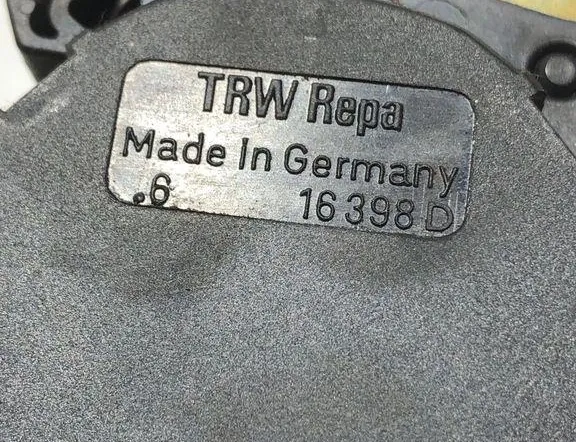 TRW Repa
Made in Germany
.6 16 398 D